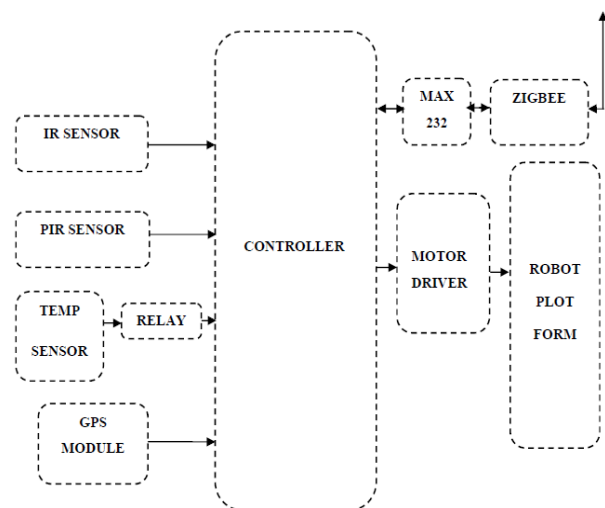 IR SENSOR
PIR SENSOR
TEMP
SENSOR
RELAY
GPS
MODULE
CONTROLLER
MAX
232
ZIGBEE
MOTOR
DRIVER
ROBOT
PLOT
FORM